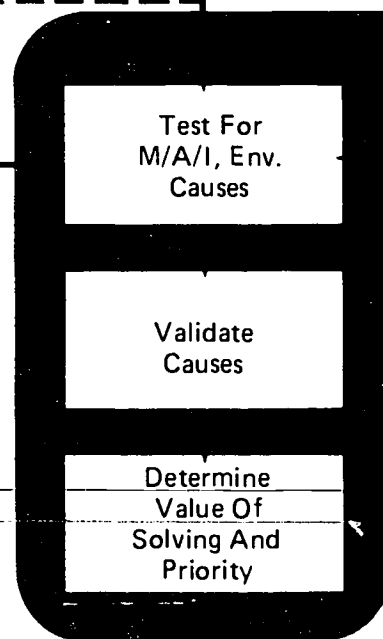 Test For
M/A/I, Env.
Causes
Validate
Causes
Determine
Value Of
Solving And
Priority